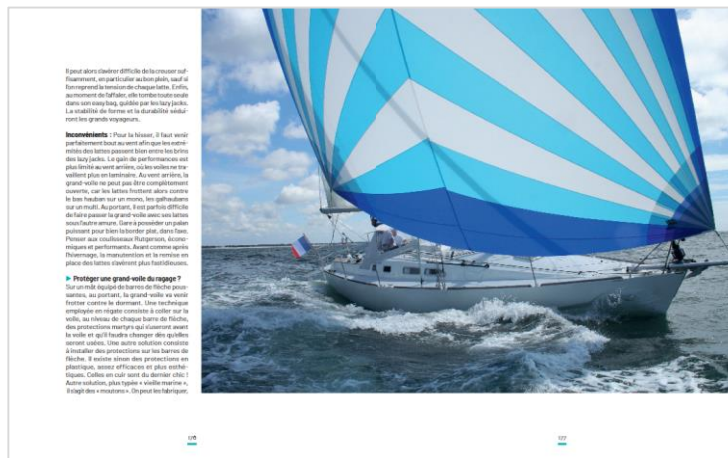 Il peut alors s'avérer difficile de la creuser suf-
fisamment, en particulier au bon plein, sauf si
l'on reprend la tension de chaque latte. Enfin,
au moment de l'affaler, elle tombe toute seule
dans son easy bag, guidée par les lazy jacks.
La stabilité de forme et la durabilité sédui-
ront les grands voyageurs.
Inconvénients : Pour la hisser, il faut venir
parfaitement bout au vent afin que les extré-
mités des lattes passent bien entre les brins
des lazy jacks. Le gain de performances est
plus limité au vent arrière, où les voiles ne tra-
vaillent plus en laminaire. Au vent arrière, la
grand-voile ne peut pas être complètement
ouverte, car les lattes frottent alors contre
le bas hauban sur un mono, les galhaubans
sur un multi. Au portant, il est parfois difficile
de faire passer la grand-voile avec ses lattes
sous l'autre amure. Gare à posséder un palan
puissant pour bien la border plat, dans l'axe.
Penser aux coulisseaux Rutgerson, écono-
miques et performants. Avant comme après
l'hivernage, la manutention et la remise en
place des lattes s'avèrent plus fastidieuses.
► Protéger une grand-voile du ragage ?
Sur un mât équipé de barres de flèche pous-
santes, au portant, la grand-voile va venir
frotter contre le dormant. Une technique
employée en régate consiste à coller sur la
voile, au niveau de chaque barre de flèche,
des protections martyrs qui s'useront avant
la voile et qu'il faudra changer dès qu'elles
seront usées. Une autre solution consiste
à installer des protections sur les barres de
flèche. Il existe sinon des protections en
plastique, assez efficaces et plus esthé-
tiques. Celles en cuir sont du dernier chic !
Autre solution, plus typée « vieille marine »,
il s'agit des « moutons ». On peut les fabriquer,
176
177